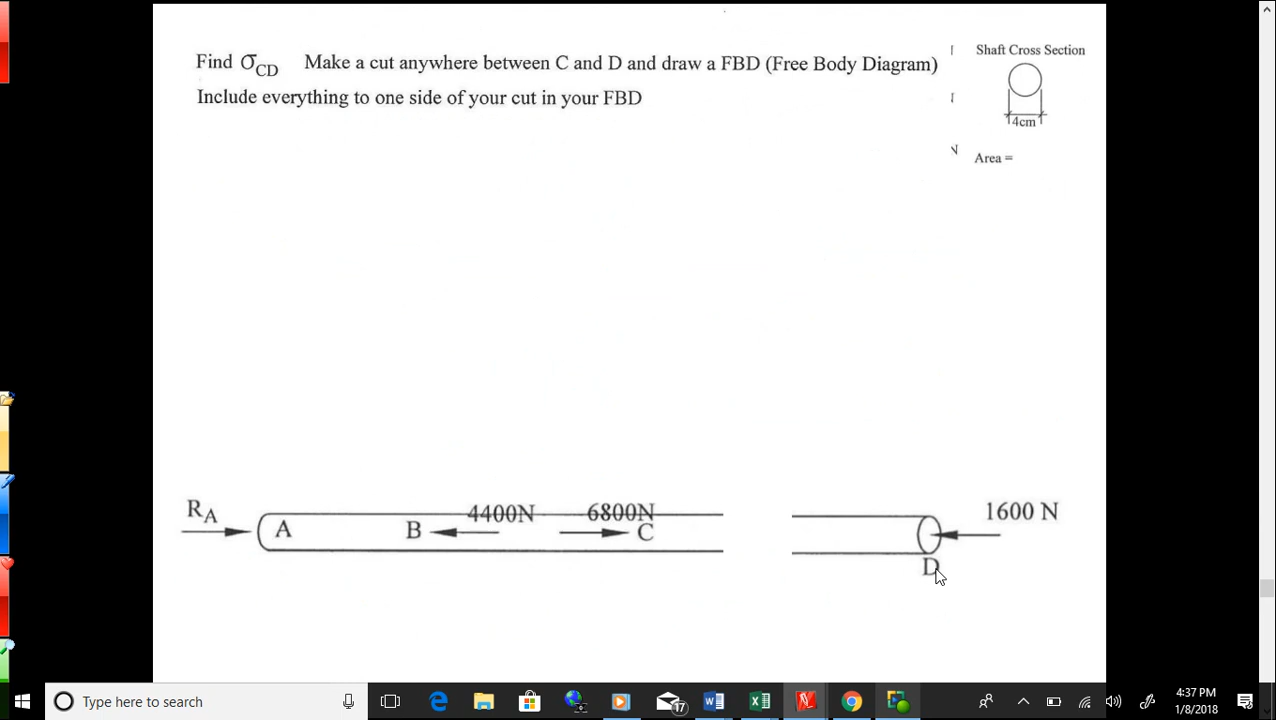 Find σCD Make a cut anywhere between C and D and draw a FBD (Free Body Diagram)
Include everything to one side of your cut in your FBD
Shaft Cross Section
4cm
Area =
RA
A
B
4400N
6800N
C
1600 N
D
Type here to search
17
4:37 PM
1/8/2018